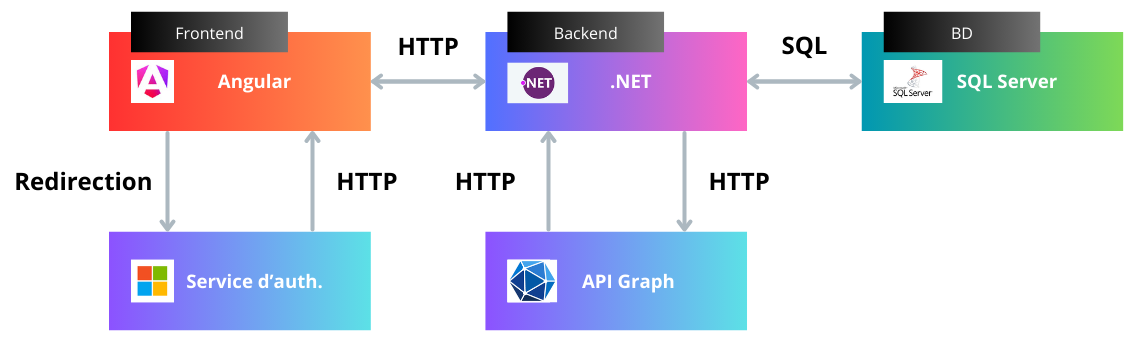 Frontend
Backend
BD
HTTP
SQL
Angular
.NET
.NET
SQL Server
SQL Server
Redirection
HTTP
HTTP
HTTP
Service d’auth.
API Graph